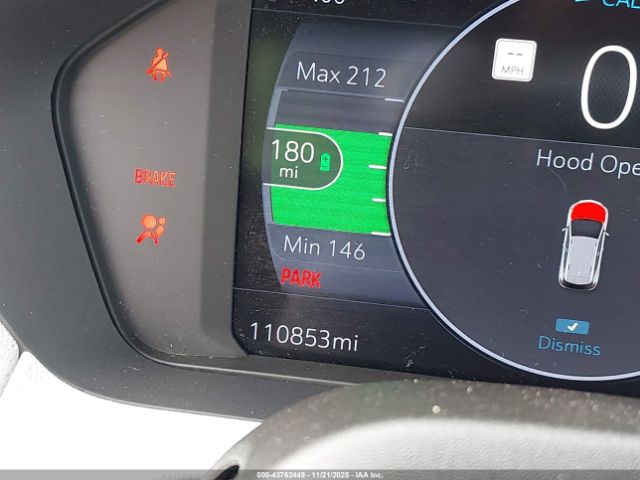 Max 212
--
MPH
0
180
mi
Hood Ope
BRAKE
Min 146
PARK
110853mi
Dismiss
000-43762449 - 11/21/2025 - IAA Inc.